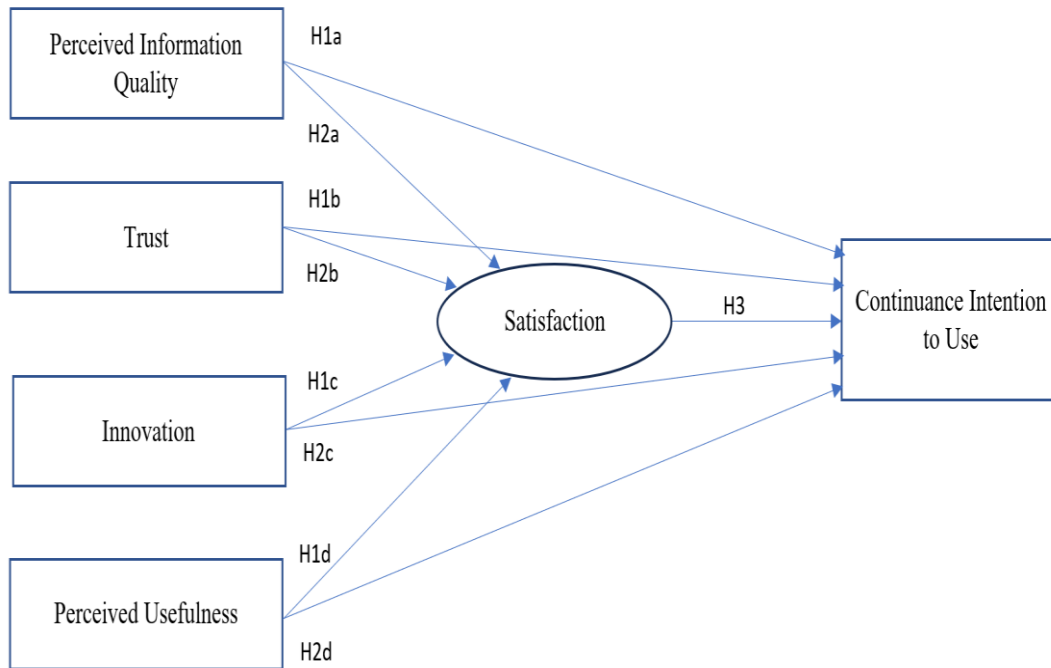 H1a
Perceived Information
Quality
H2a
H1b
Trust
H2b
Satisfaction
H3
Continuance Intention
to Use
H1c
Innovation
H2c
H1d
Perceived Usefulness
H2d